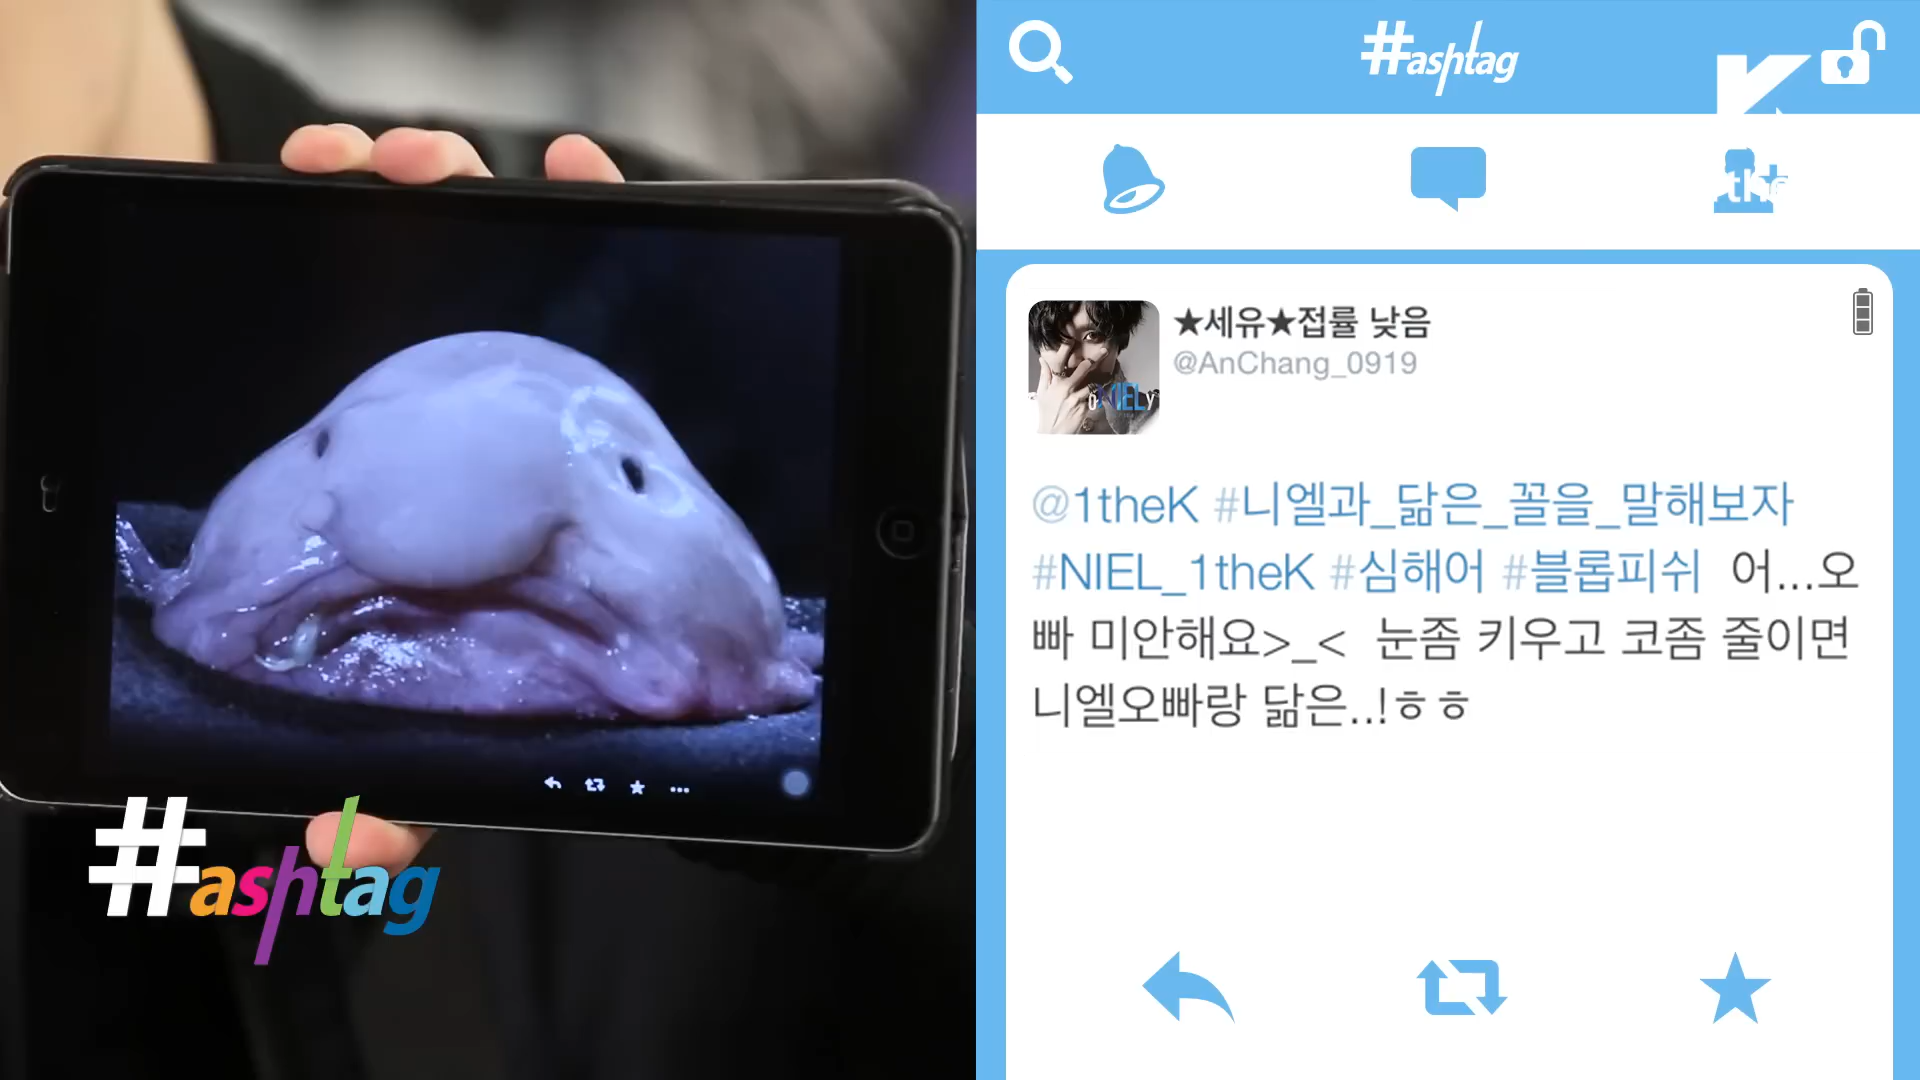 #ashtag
#ashtag
the
★세유★접률 낮음
@AnChang_0919
NIELy
@1theK #니엘과_닮은_꼴을_말해보자
#NIEL_1theK #심해어 #블롭피쉬 어...오
빠 미안해요>_< 눈좀 키우고 코좀 줄이면
니엘오빠랑 닮은..!ㅎㅎ